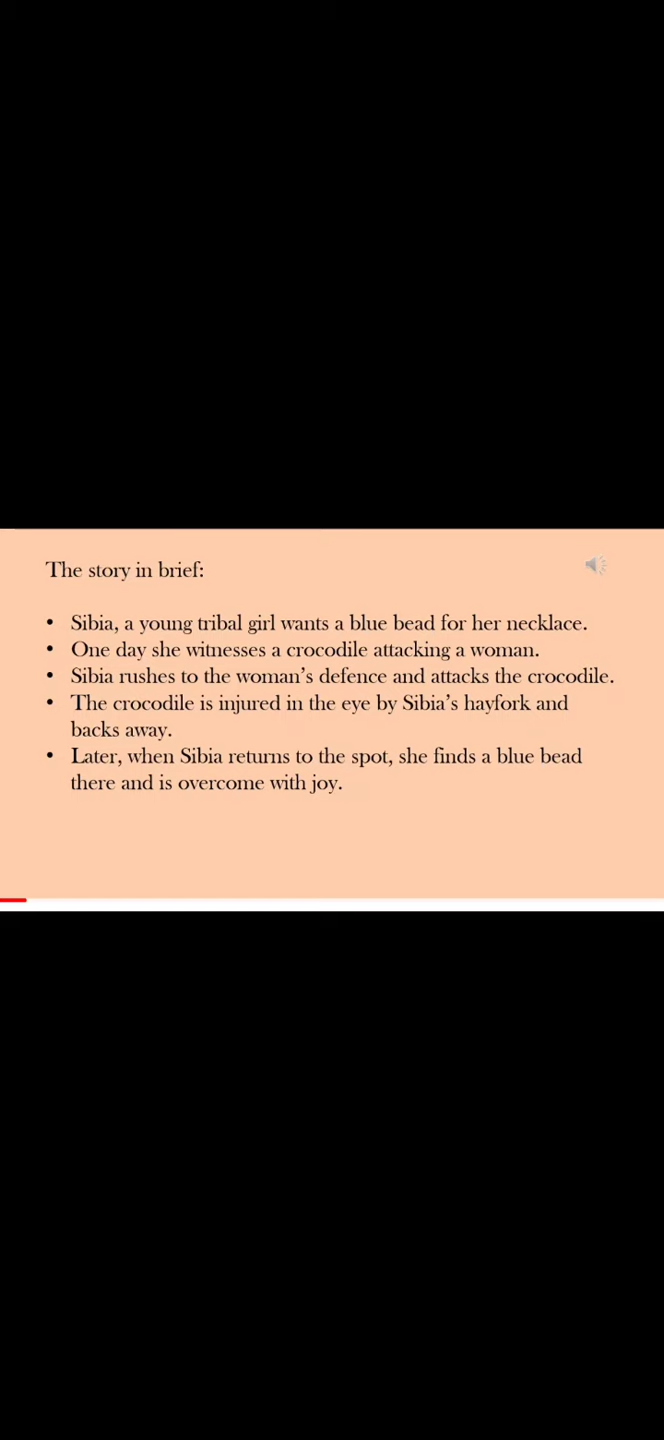 The story in brief:
• Sibia, a young tribal girl wants a blue bead for her necklace.
• One day she witnesses a crocodile attacking a woman.
• Sibia rushes to the woman’s defence and attacks the crocodile.
• The crocodile is injured in the eye by Sibia’s hayfork and
backs away.
• Later, when Sibia returns to the spot, she finds a blue bead
there and is overcome with joy.